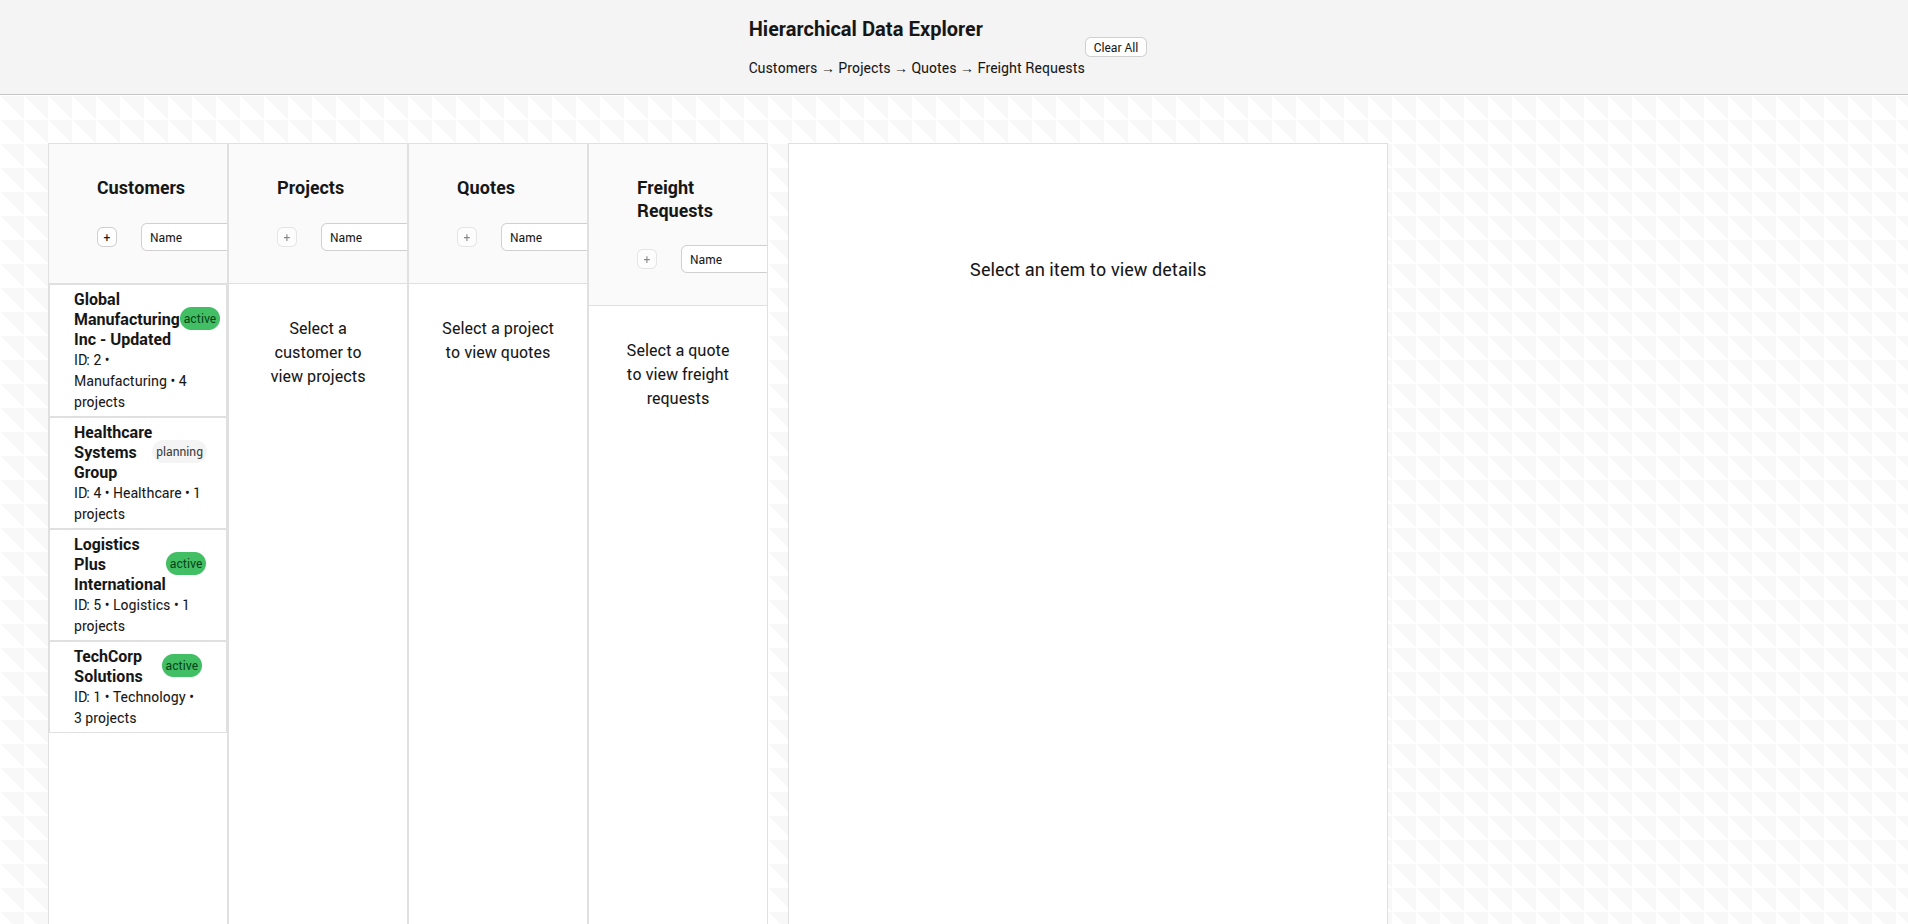 Hierarchical Data Explorer
Customers → Projects → Quotes → Freight Requests
Clear All
Customers
+ Name
Projects
+ Name
Quotes
+ Name
Freight
Requests
+ Name
Global
Manufacturing
Inc - Updated
active
ID: 2 •
Manufacturing • 4
projects
Healthcare
Systems
Group
planning
ID: 4 • Healthcare • 1
projects
Logistics
Plus
International
active
ID: 5 • Logistics • 1
projects
TechCorp
Solutions
active
ID: 1 • Technology •
3 projects
Select a
customer to
view projects
Select a project
to view quotes
Select a quote
to view freight
requests
Select an item to view details